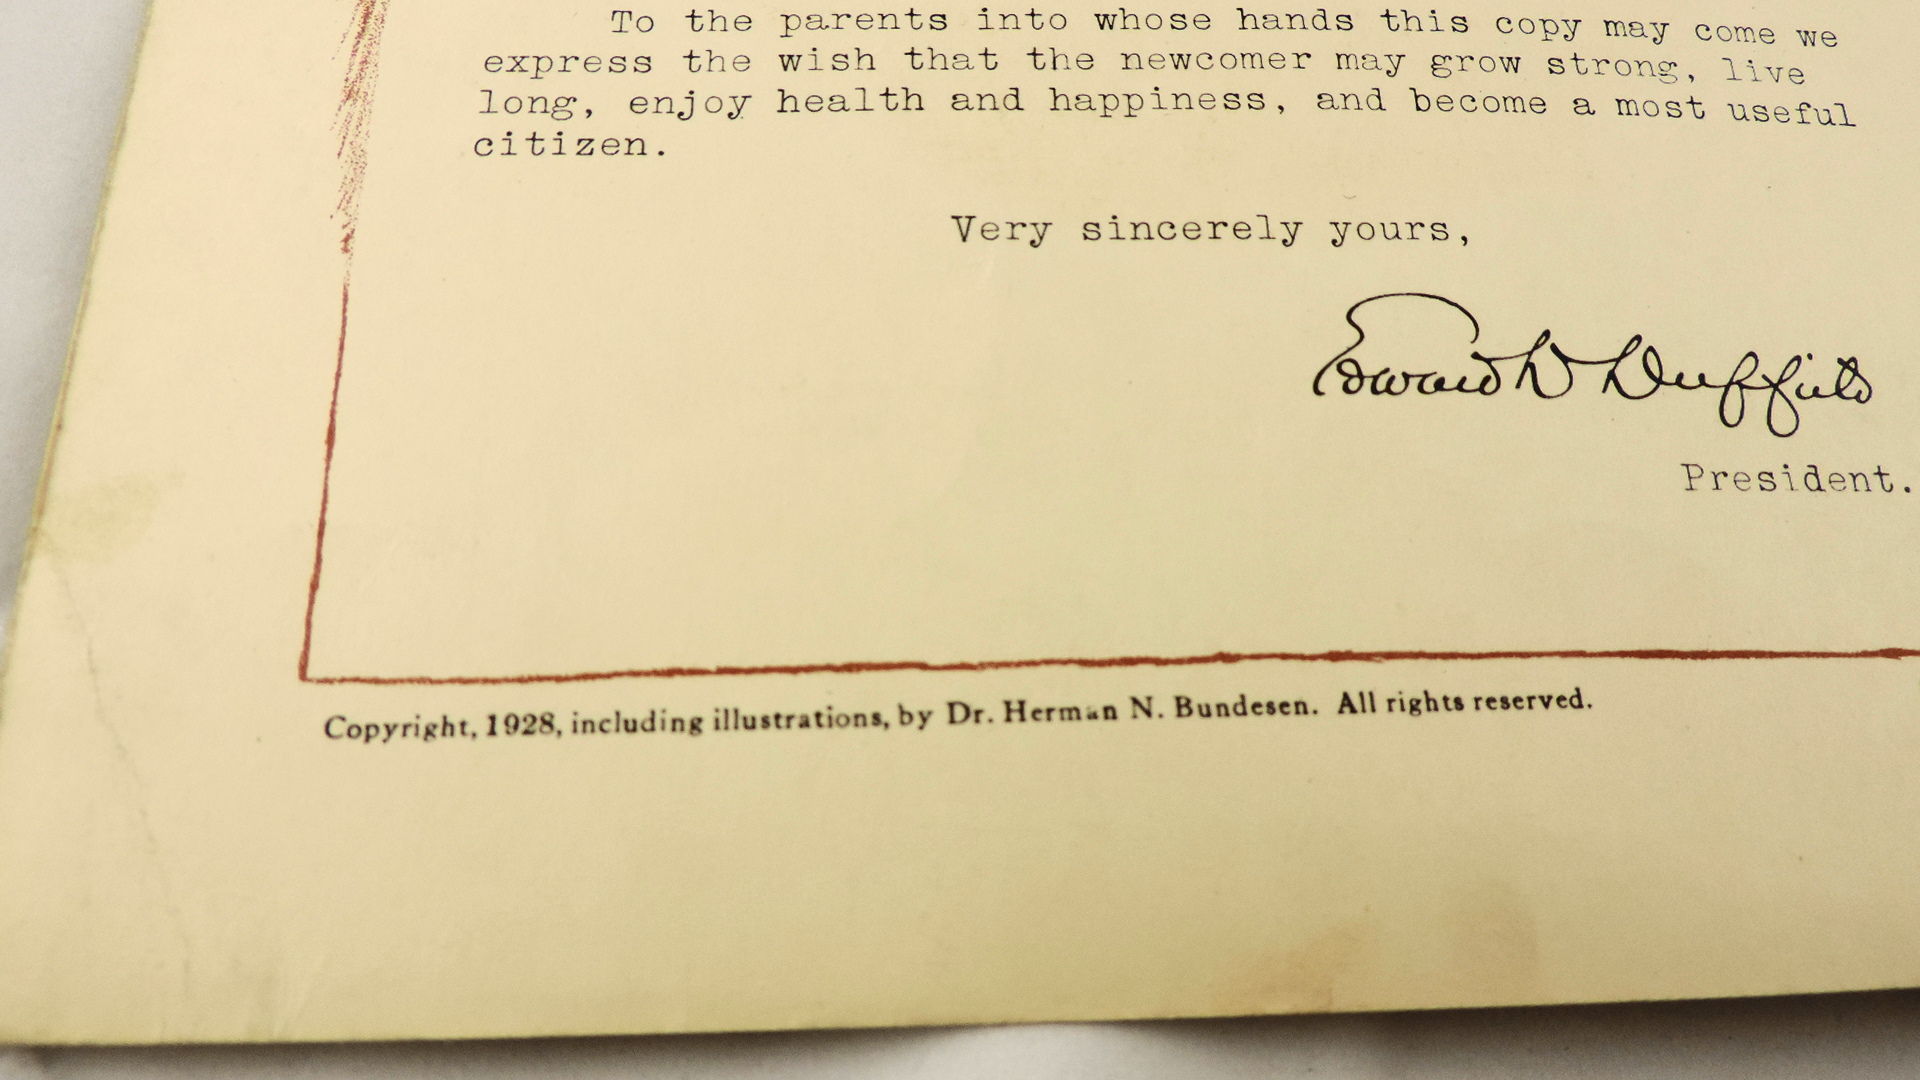 To the parents into whose hands this copy may come we
express the wish that the newcomer may grow strong, live
long, enjoy health and happiness, and become a most useful
citizen.
Very sincerely yours,
Edward D Duffield
President.
Copyright, 1928, including illustrations, by Dr. Herman N. Bundesen. All rights reserved.